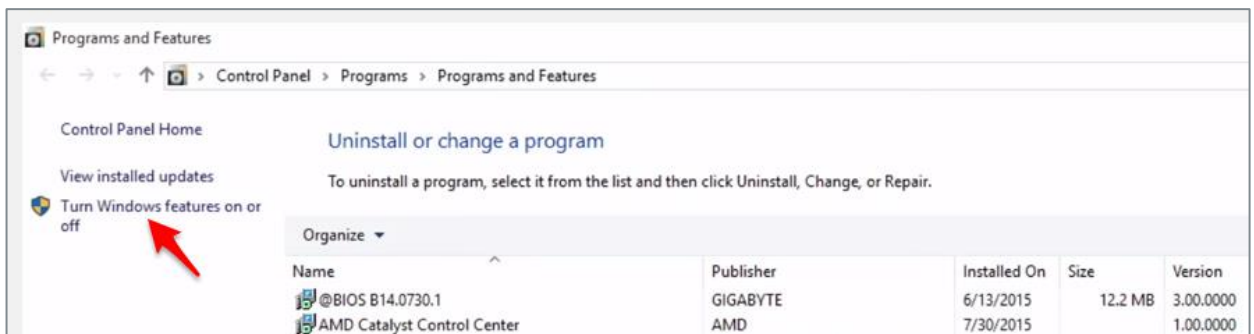 Programs and Features
Control Panel > Programs > Programs and Features
Control Panel Home
View installed updates
Turn Windows features on or
off
Uninstall or change a program
To uninstall a program, select it from the list and then click Uninstall, Change, or Repair.
Organize
Name Publisher Installed On Size Version
@BIOS B14.0730.1 GIGABYTE 6/13/2015 12.2 MB 3.00.0000
AMD Catalyst Control Center AMD 7/30/2015 1.00.0000